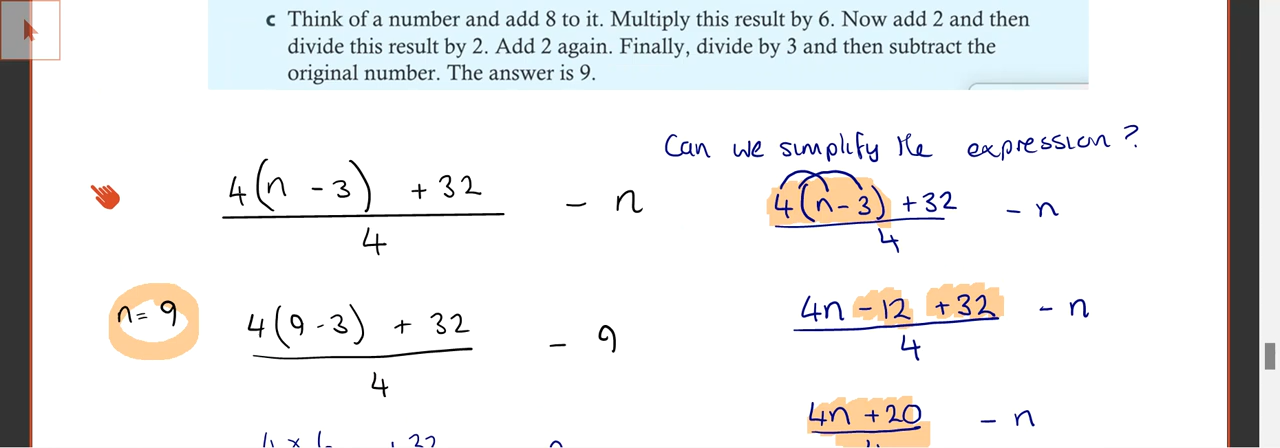 c Think of a number and add 8 to it. Multiply this result by 6. Now add 2 and then
divide this result by 2. Add 2 again. Finally, divide by 3 and then subtract the
original number. The answer is 9.
Can we simplify the expression?
4(n - 3) + 32
4
- n
4(n - 3) + 32
4
- n
n = 9
4(9 - 3) + 32
4
- 9
4n - 12 + 32
4
- n
4n + 20
- n